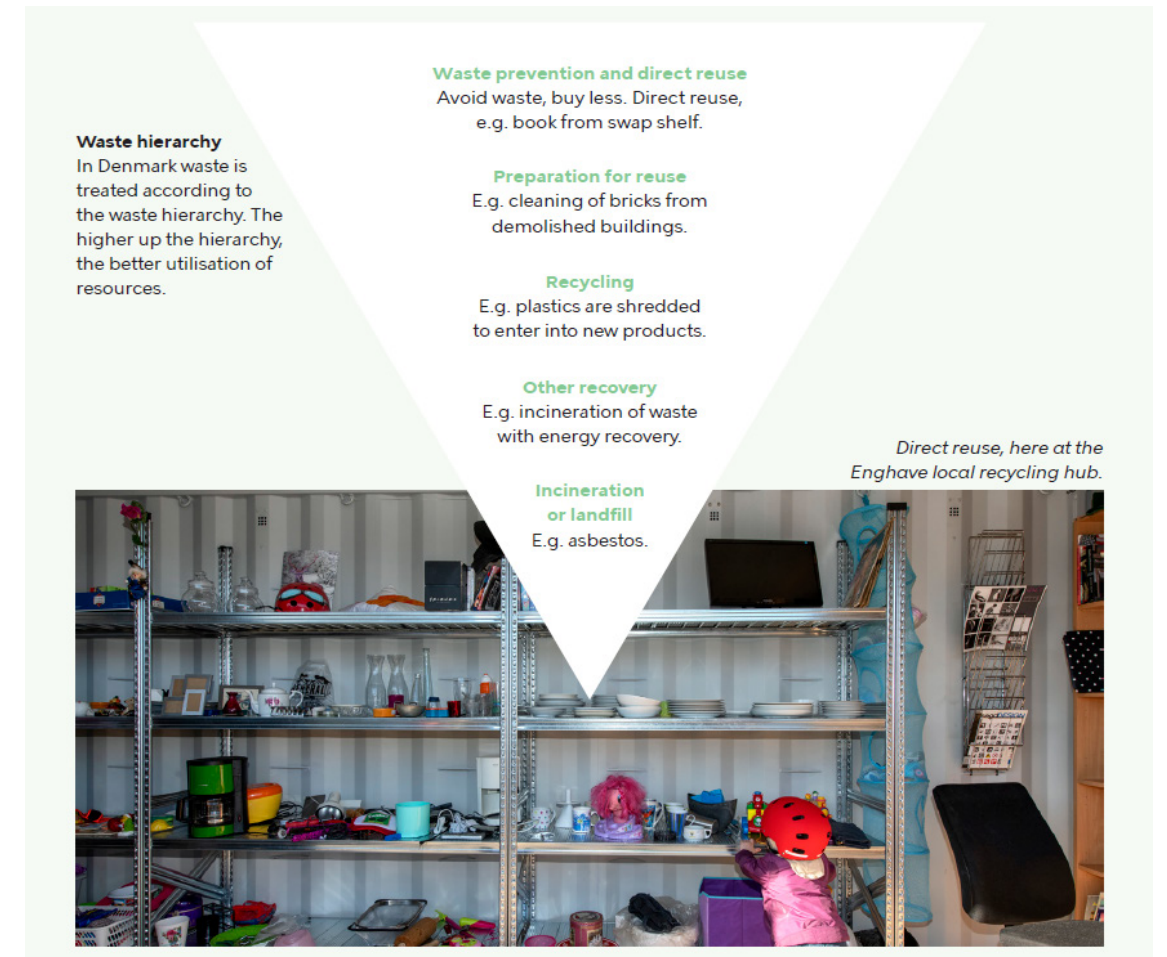 Waste prevention and direct reuse
Avoid waste, buy less. Direct reuse,
e.g. book from swap shelf.
Waste hierarchy
In Denmark waste is
treated according to
the waste hierarchy. The
higher up the hierarchy,
the better utilisation of
resources.
Preparation for reuse
E.g. cleaning of bricks from
demolished buildings.
Recycling
E.g. plastics are shredded
to enter into new products.
Other recovery
E.g. incineration of waste
with energy recovery.
Direct reuse, here at the
Enghave local recycling hub.
Incineration
or landfill
E.g. asbestos.